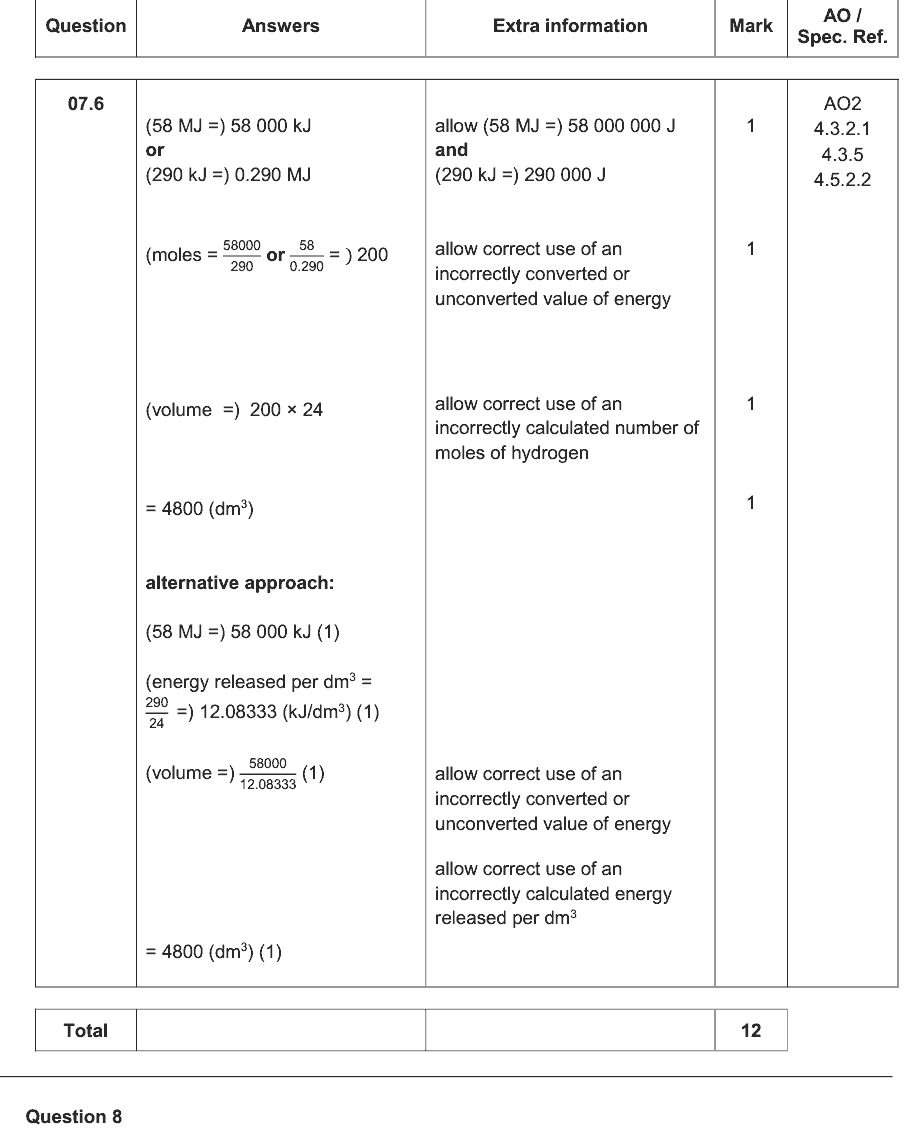 Question Answers Extra information Mark AO / Spec. Ref.
07.6 AO2
(58 MJ =) 58 000 kJ allow (58 MJ =) 58 000 000 J 1 4.3.2.1
or and 4.3.5
(290 kJ =) 0.290 MJ (290 kJ =) 290 000 J 4.5.2.2
(moles = 58000/290 or 58/0.290 = ) 200 allow correct use of an 1
incorrectly converted or
unconverted value of energy
(volume =) 200 × 24 allow correct use of an 1
incorrectly calculated number of
moles of hydrogen
= 4800 (dm³) 1
alternative approach:
(58 MJ =) 58 000 kJ (1)
(energy released per dm³ =
290/24 =) 12.08333 (kJ/dm³) (1)
(volume =) 58000/12.08333 (1) allow correct use of an
incorrectly converted or
unconverted value of energy
allow correct use of an
incorrectly calculated energy
released per dm³
= 4800 (dm³) (1)
Total 12
Question 8